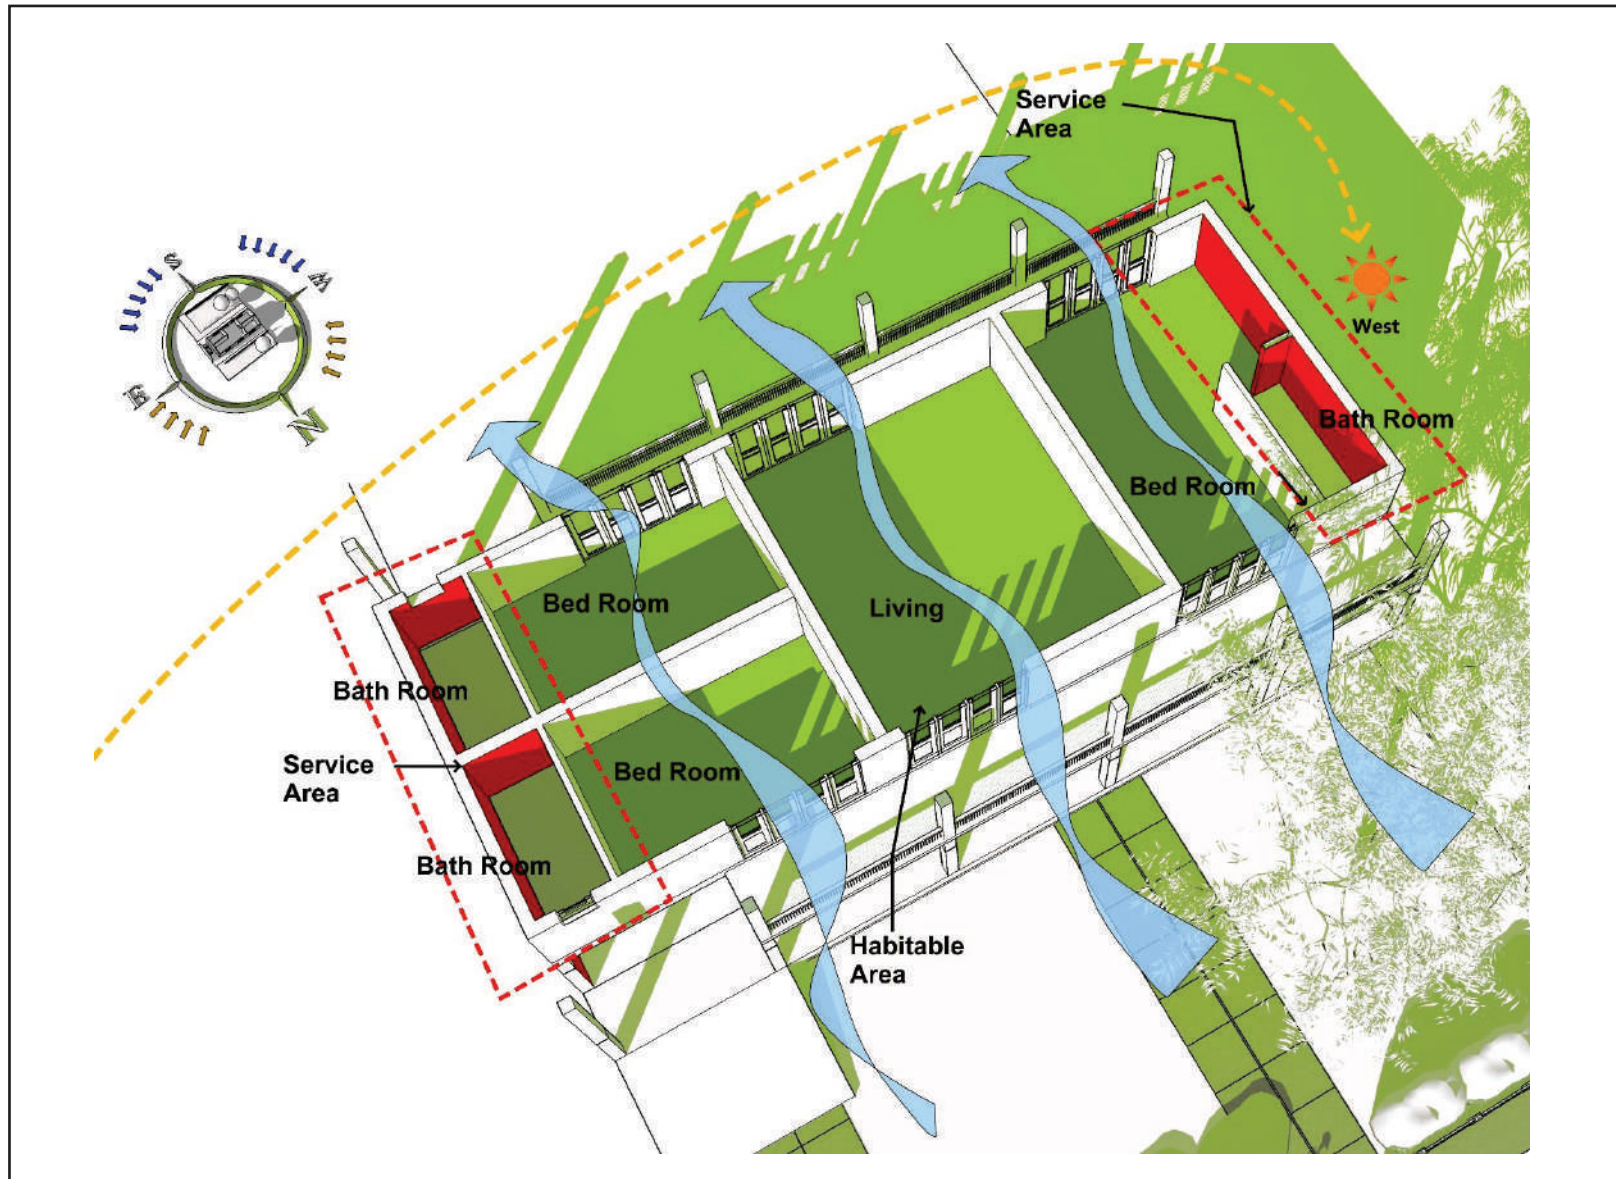 Service
Area
S
W
West
E
N
Bath Room
Bed Room
Bed Room
Living
Bath Room
Service
Area
Bed Room
Bath Room
Habitable
Area